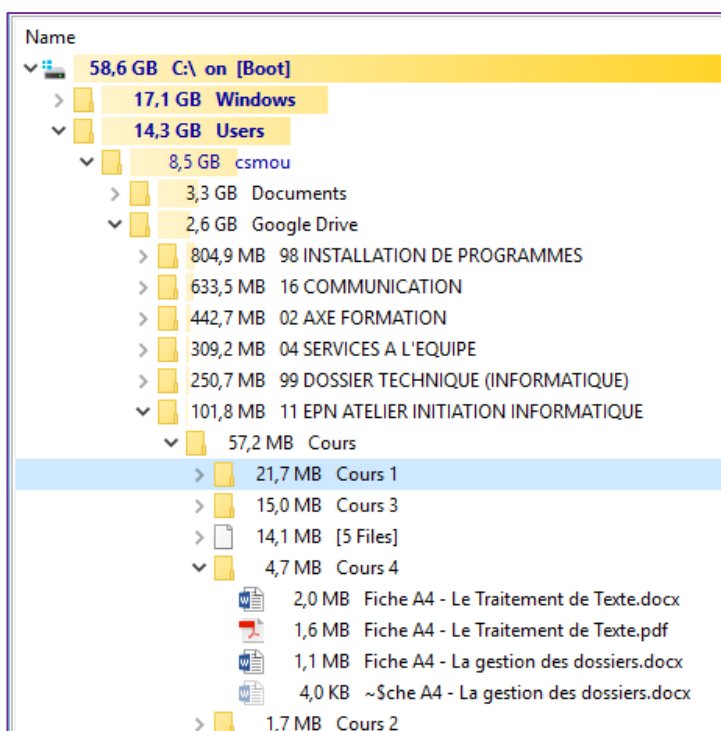 Name
58,6 GB C:\ on [Boot]
17,1 GB Windows
14,3 GB Users
8,5 GB csmou
3,3 GB Documents
2,6 GB Google Drive
804,9 MB 98 INSTALLATION DE PROGRAMMES
633,5 MB 16 COMMUNICATION
442,7 MB 02 AXE FORMATION
309,2 MB 04 SERVICES A L'EQUIPE
250,7 MB 99 DOSSIER TECHNIQUE (INFORMATIQUE)
101,8 MB 11 EPN ATELIER INITIATION INFORMATIQUE
57,2 MB Cours
21,7 MB Cours 1
15,0 MB Cours 3
14,1 MB [5 Files]
4,7 MB Cours 4
2,0 MB Fiche A4 - Le Traitement de Texte.docx
1,6 MB Fiche A4 - Le Traitement de Texte.pdf
1,1 MB Fiche A4 - La gestion des dossiers.docx
4,0 KB ~$che A4 - La gestion des dossiers.docx
1,7 MB Cours 2